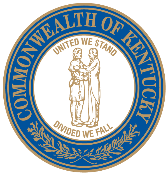 COMMONWEALTH OF KENTUCKY
UNITED WE STAND
DIVIDED WE FALL